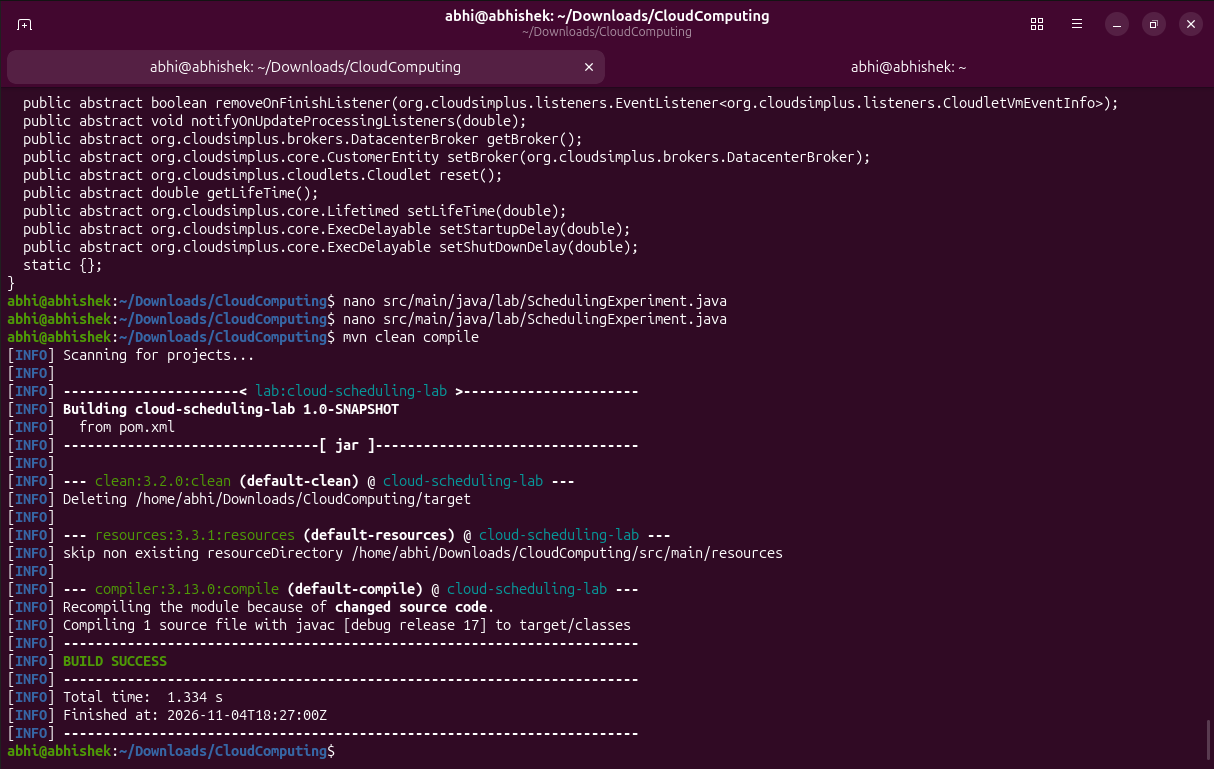 abhi@abhishek: ~/Downloads/CloudComputing
~/Downloads/CloudComputing
abhi@abhishek: ~/Downloads/CloudComputing
abhi@abhishek: ~
  public abstract boolean removeOnFinishListener(org.cloudsimplus.listeners.EventListener<org.cloudsimplus.listeners.CloudletVmEventInfo>);
  public abstract void notifyOnUpdateProcessingListeners(double);
  public abstract org.cloudsimplus.brokers.DatacenterBroker getBroker();
  public abstract org.cloudsimplus.core.CustomerEntity setBroker(org.cloudsimplus.brokers.DatacenterBroker);
  public abstract org.cloudsimplus.cloudlets.Cloudlet reset();
  public abstract double getLifeTime();
  public abstract org.cloudsimplus.core.Lifetimed setLifeTime(double);
  public abstract org.cloudsimplus.core.ExecDelayable setStartupDelay(double);
  public abstract org.cloudsimplus.core.ExecDelayable setShutDownDelay(double);
  static {};
}
abhi@abhishek:~/Downloads/CloudComputing$ nano src/main/java/lab/SchedulingExperiment.java
abhi@abhishek:~/Downloads/CloudComputing$ nano src/main/java/lab/SchedulingExperiment.java
abhi@abhishek:~/Downloads/CloudComputing$ mvn clean compile
[INFO] Scanning for projects...
[INFO]
[INFO] ----------------------< lab:cloud-scheduling-lab >----------------------
[INFO] Building cloud-scheduling-lab 1.0-SNAPSHOT
[INFO]   from pom.xml
[INFO] --------------------------------[ jar ]---------------------------------
[INFO]
[INFO] --- clean:3.2.0:clean (default-clean) @ cloud-scheduling-lab ---
[INFO] Deleting /home/abhi/Downloads/CloudComputing/target
[INFO]
[INFO] --- resources:3.3.1:resources (default-resources) @ cloud-scheduling-lab ---
[INFO] skip non existing resourceDirectory /home/abhi/Downloads/CloudComputing/src/main/resources
[INFO]
[INFO] --- compiler:3.13.0:compile (default-compile) @ cloud-scheduling-lab ---
[INFO] Recompiling the module because of changed source code.
[INFO] Compiling 1 source file with javac [debug release 17] to target/classes
[INFO] ------------------------------------------------------------------------
[INFO] BUILD SUCCESS
[INFO] ------------------------------------------------------------------------
[INFO] Total time:  1.334 s
[INFO] Finished at: 2026-11-04T18:27:00Z
[INFO] ------------------------------------------------------------------------
abhi@abhishek:~/Downloads/CloudComputing$